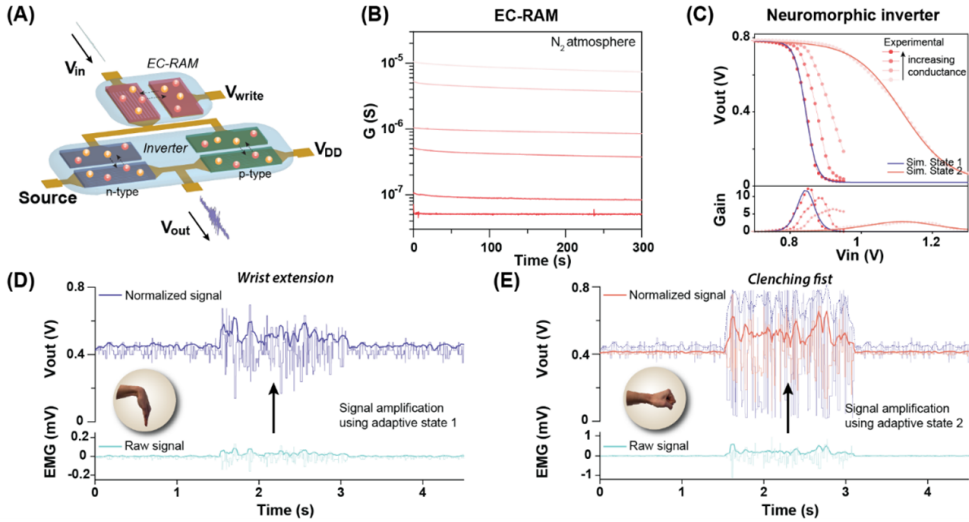 (A)
EC-RAM
Vin
Vwrite
Inverter
VDD
n-type
p-type
Source
Vout
(B)
EC-RAM
N2 atmosphere
G (S)
10-5
10-6
10-7
0
100
200
300
Time (s)
(C)
Neuromorphic inverter
Experimental
increasing
conductance
Vout (V)
0.8
0.4
0.0
Sim. State 1
Sim. State 2
Gain
10
5
0
0.8
1.0
1.2
Vin (V)
(D)
Wrist extension
Normalized signal
Vout (V)
0.8
0.4
0
Signal amplification
using adaptive state 1
EMG (mV)
0.2
0
-0.2
Raw signal
0
1
2
3
4
Time (s)
(E)
Clenching fist
Normalized signal
Vout (V)
0.8
0.4
0
Signal amplification
using adaptive state 2
EMG (mV)
1
0
-1
Raw signal
0
1
2
3
4
Time (s)